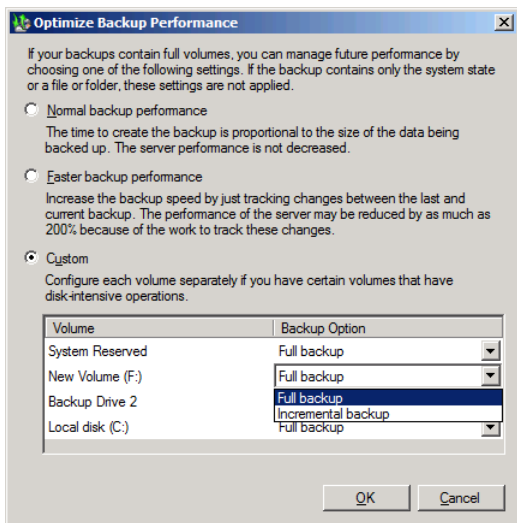 Optimize Backup Performance
If your backups contain full volumes, you can manage future performance by
choosing one of the following settings. If the backup contains only the system state
or a file or folder, these settings are not applied.
Normal backup performance
The time to create the backup is proportional to the size of the data being
backed up. The server performance is not decreased.
Faster backup performance
Increase the backup speed by just tracking changes between the last and
current backup. The performance of the server may be reduced by as much as
200% because of the work to track these changes.
Custom
Configure each volume separately if you have certain volumes that have
disk-intensive operations.
Volume Backup Option
System Reserved Full backup
New Volume (F:) Full backup
Full backup
Backup Drive 2 Incremental backup
Local disk (C:) Full backup
OK Cancel